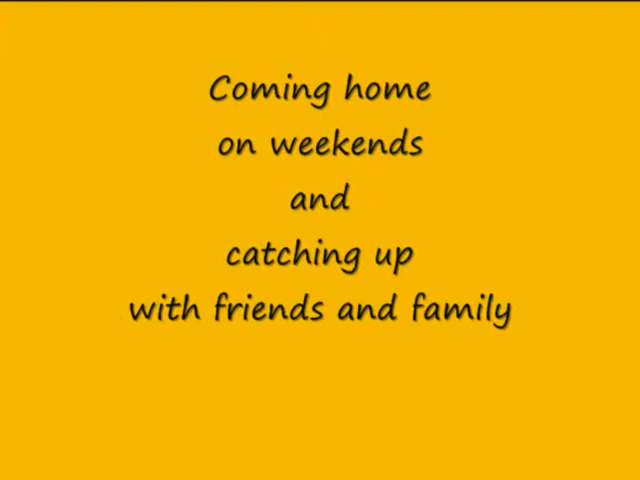 Coming home
on weekends
and
catching up
with friends and family